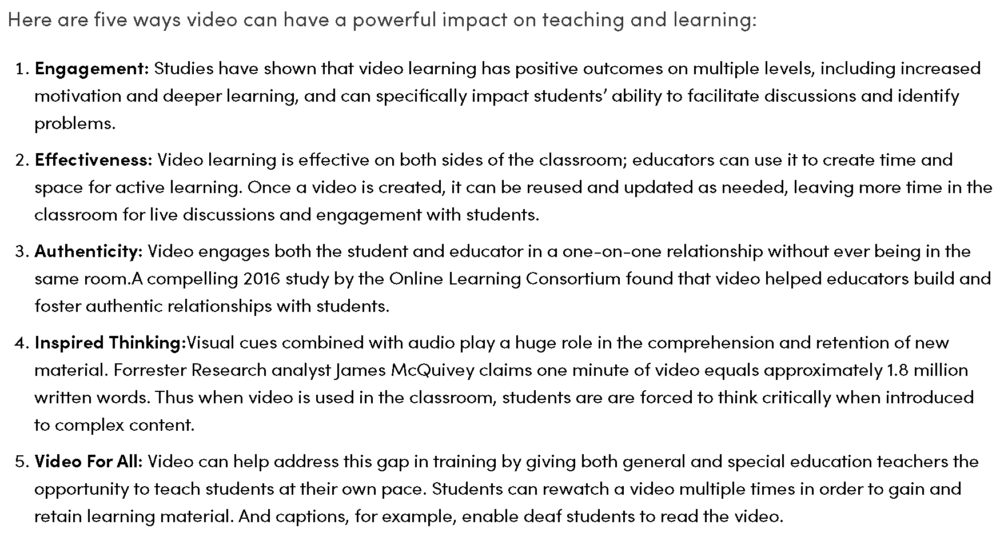 Here are five ways video can have a powerful impact on teaching and learning:
1. Engagement: Studies have shown that video learning has positive outcomes on multiple levels, including increased
motivation and deeper learning, and can specifically impact students’ ability to facilitate discussions and identify
problems.
2. Effectiveness: Video learning is effective on both sides of the classroom; educators can use it to create time and
space for active learning. Once a video is created, it can be reused and updated as needed, leaving more time in the
classroom for live discussions and engagement with students.
3. Authenticity: Video engages both the student and educator in a one-on-one relationship without ever being in the
same room.A compelling 2016 study by the Online Learning Consortium found that video helped educators build and
foster authentic relationships with students.
4. Inspired Thinking:Visual cues combined with audio play a huge role in the comprehension and retention of new
material. Forrester Research analyst James McQuivey claims one minute of video equals approximately 1.8 million
written words. Thus when video is used in the classroom, students are are forced to think critically when introduced
to complex content.
5. Video For All: Video can help address this gap in training by giving both general and special education teachers the
opportunity to teach students at their own pace. Students can rewatch a video multiple times in order to gain and
retain learning material. And captions, for example, enable deaf students to read the video.